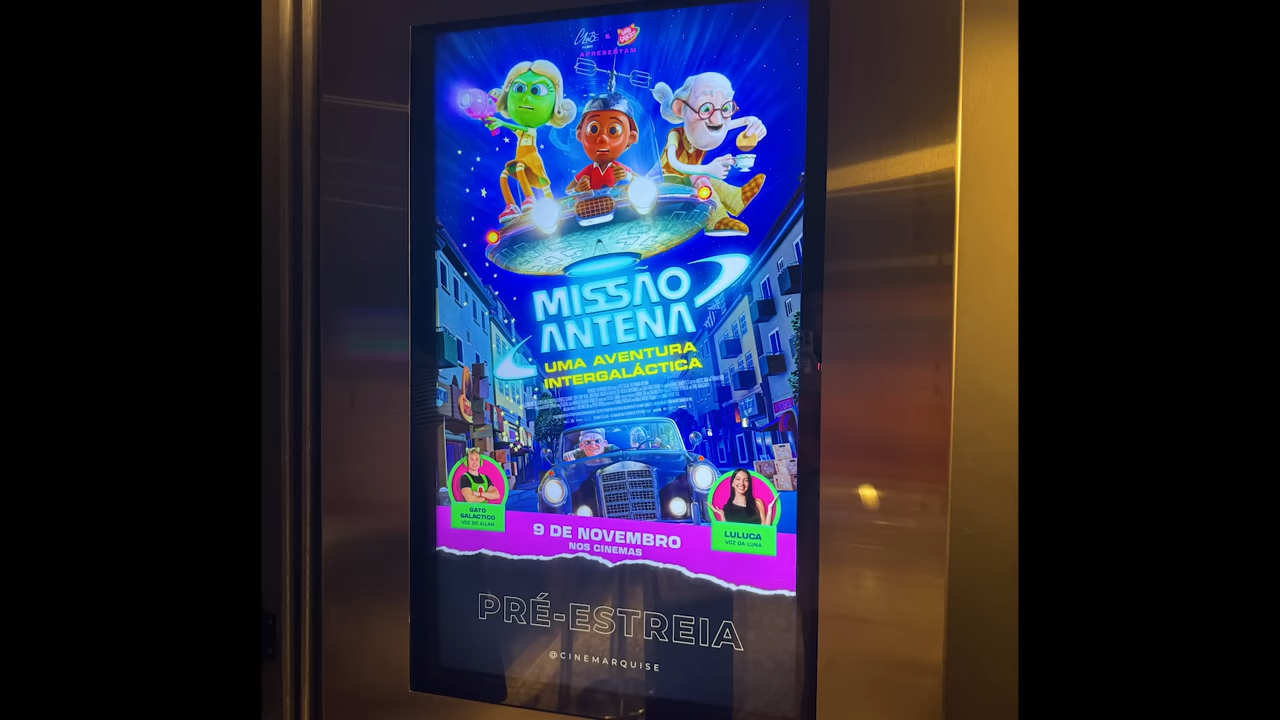 &
APRESENTAM
MISSÃO
ANTENA
UMA AVENTURA
INTERGALÁCTICA
GATO
GALÁCTICO
VOZ DO ALLAN
LULUCA
VOZ DA LUNA
9 DE NOVEMBRO
NOS CINEMAS
PRÉ-ESTREIA
@CINEMARQUISE